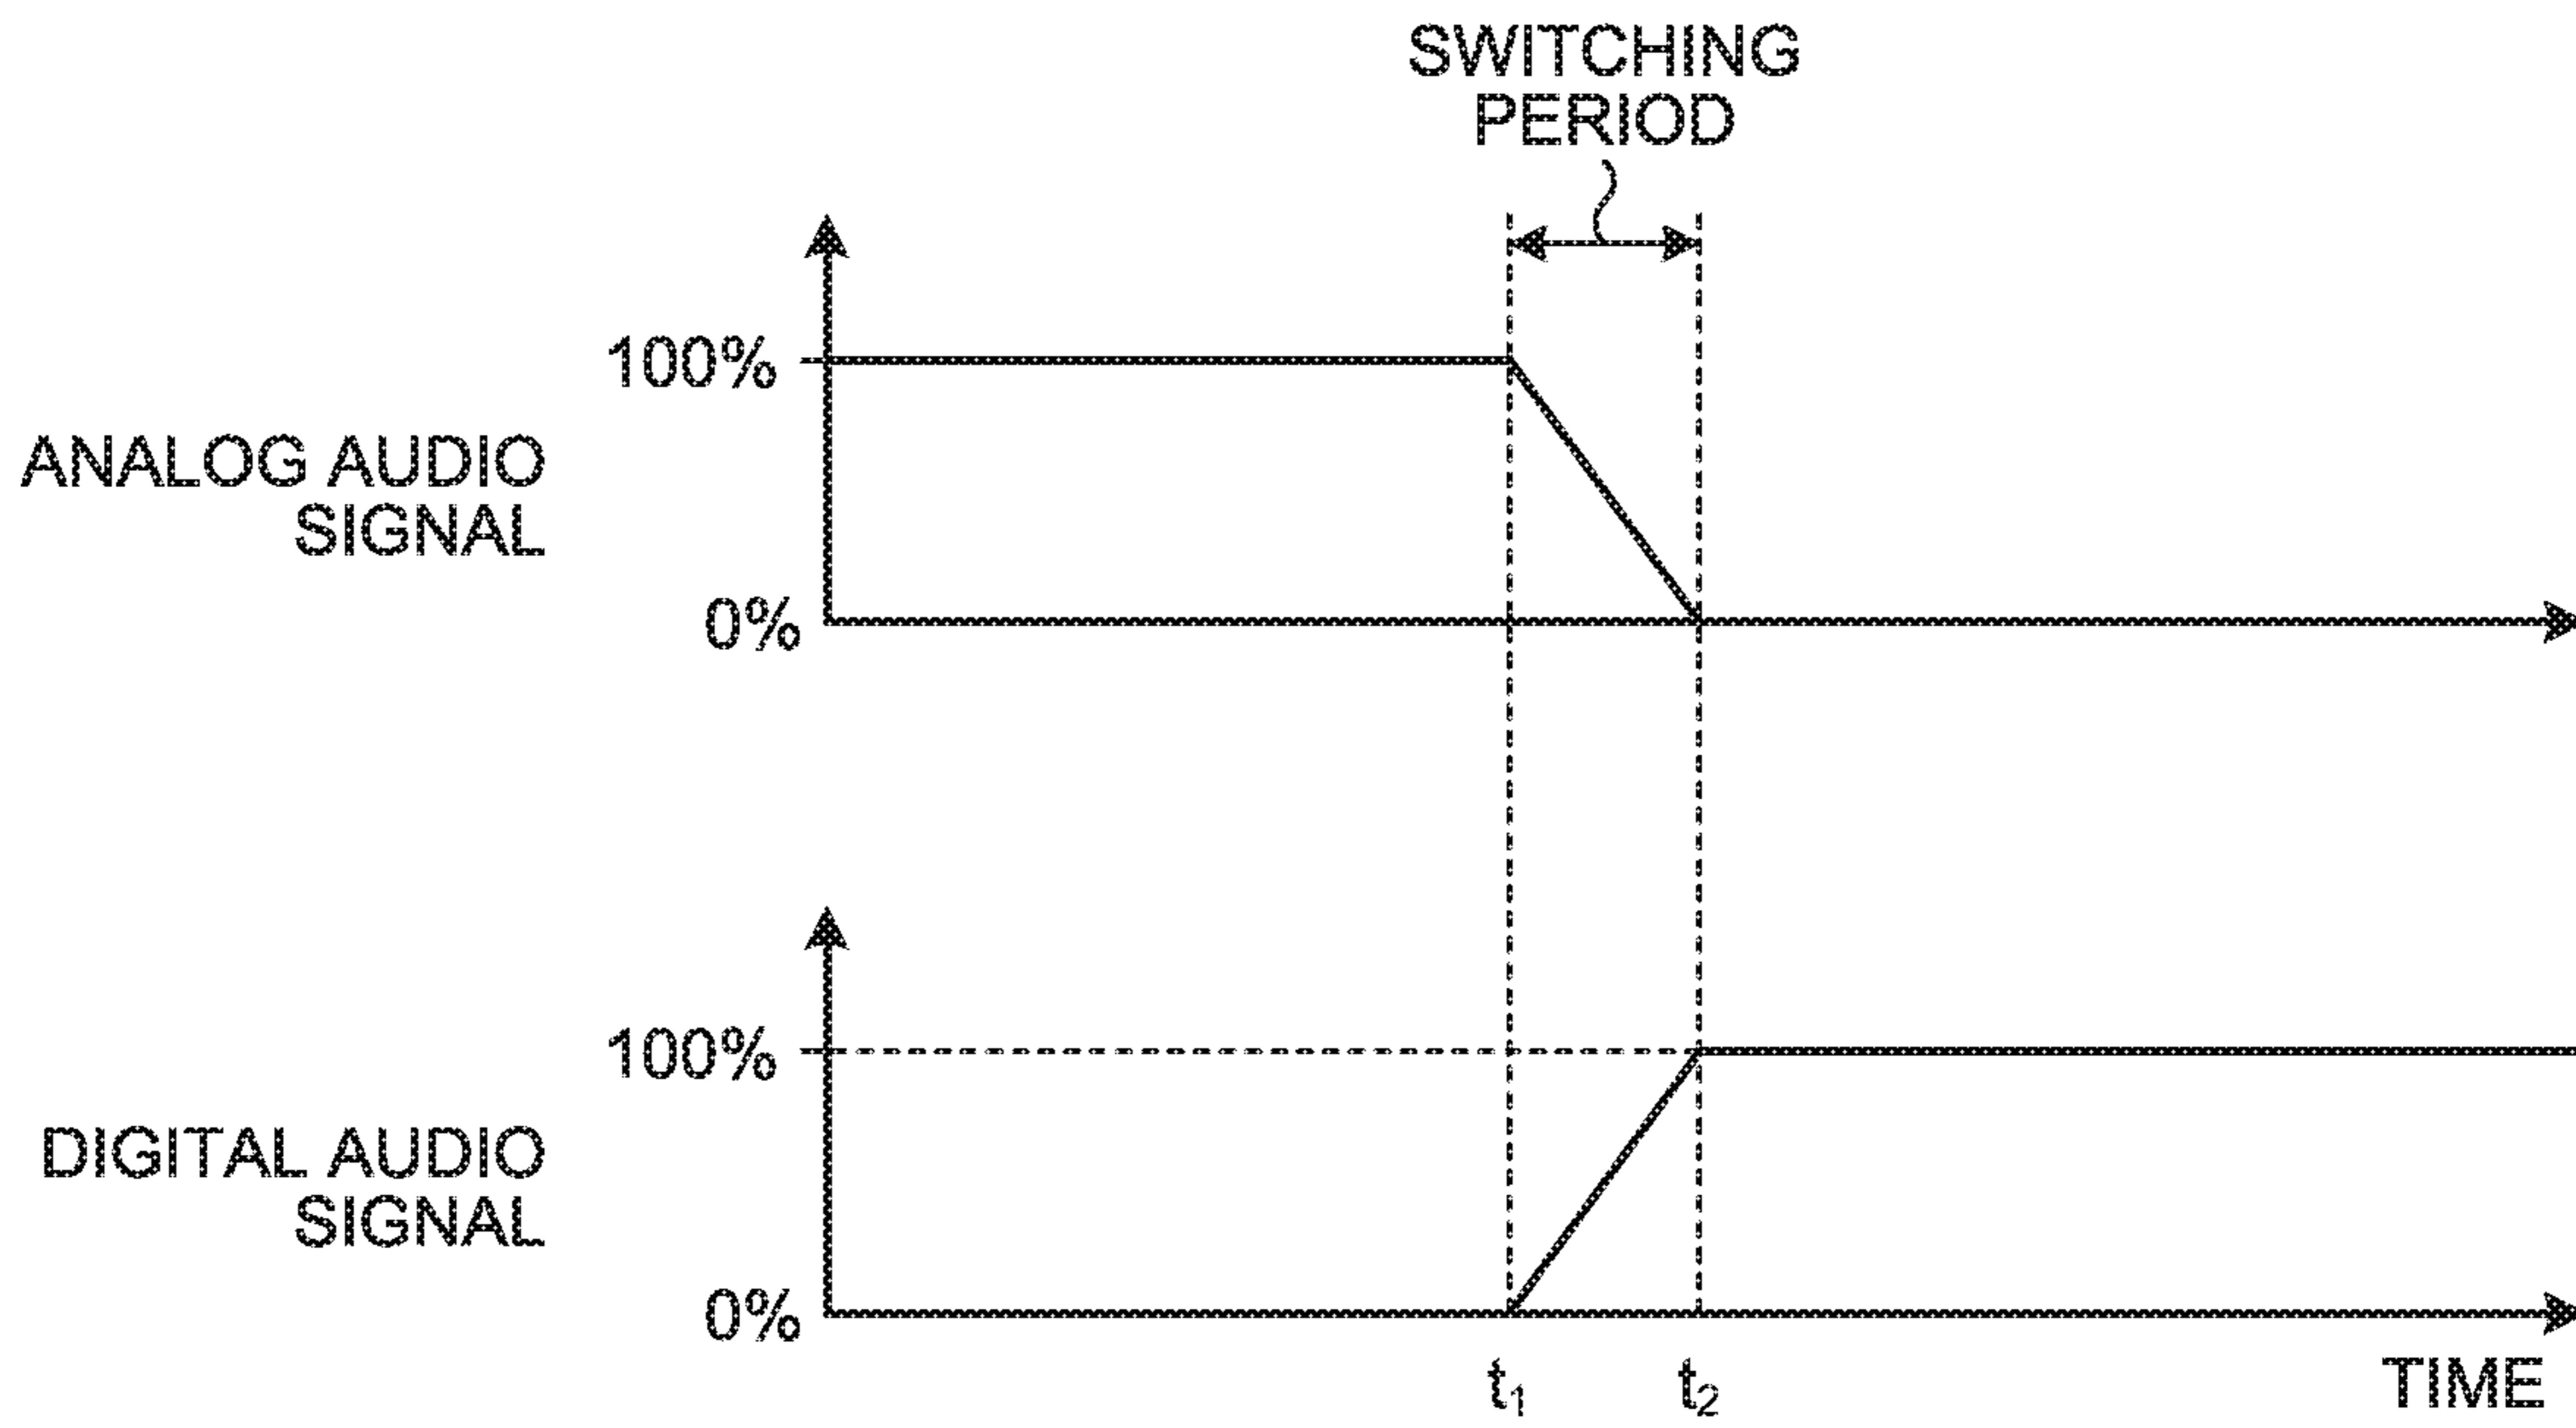 SWITCHING
PERIOD
100%
ANALOG AUDIO
SIGNAL
0%
100%
DIGITAL AUDIO
SIGNAL
0%
t₁
t₂
TIME